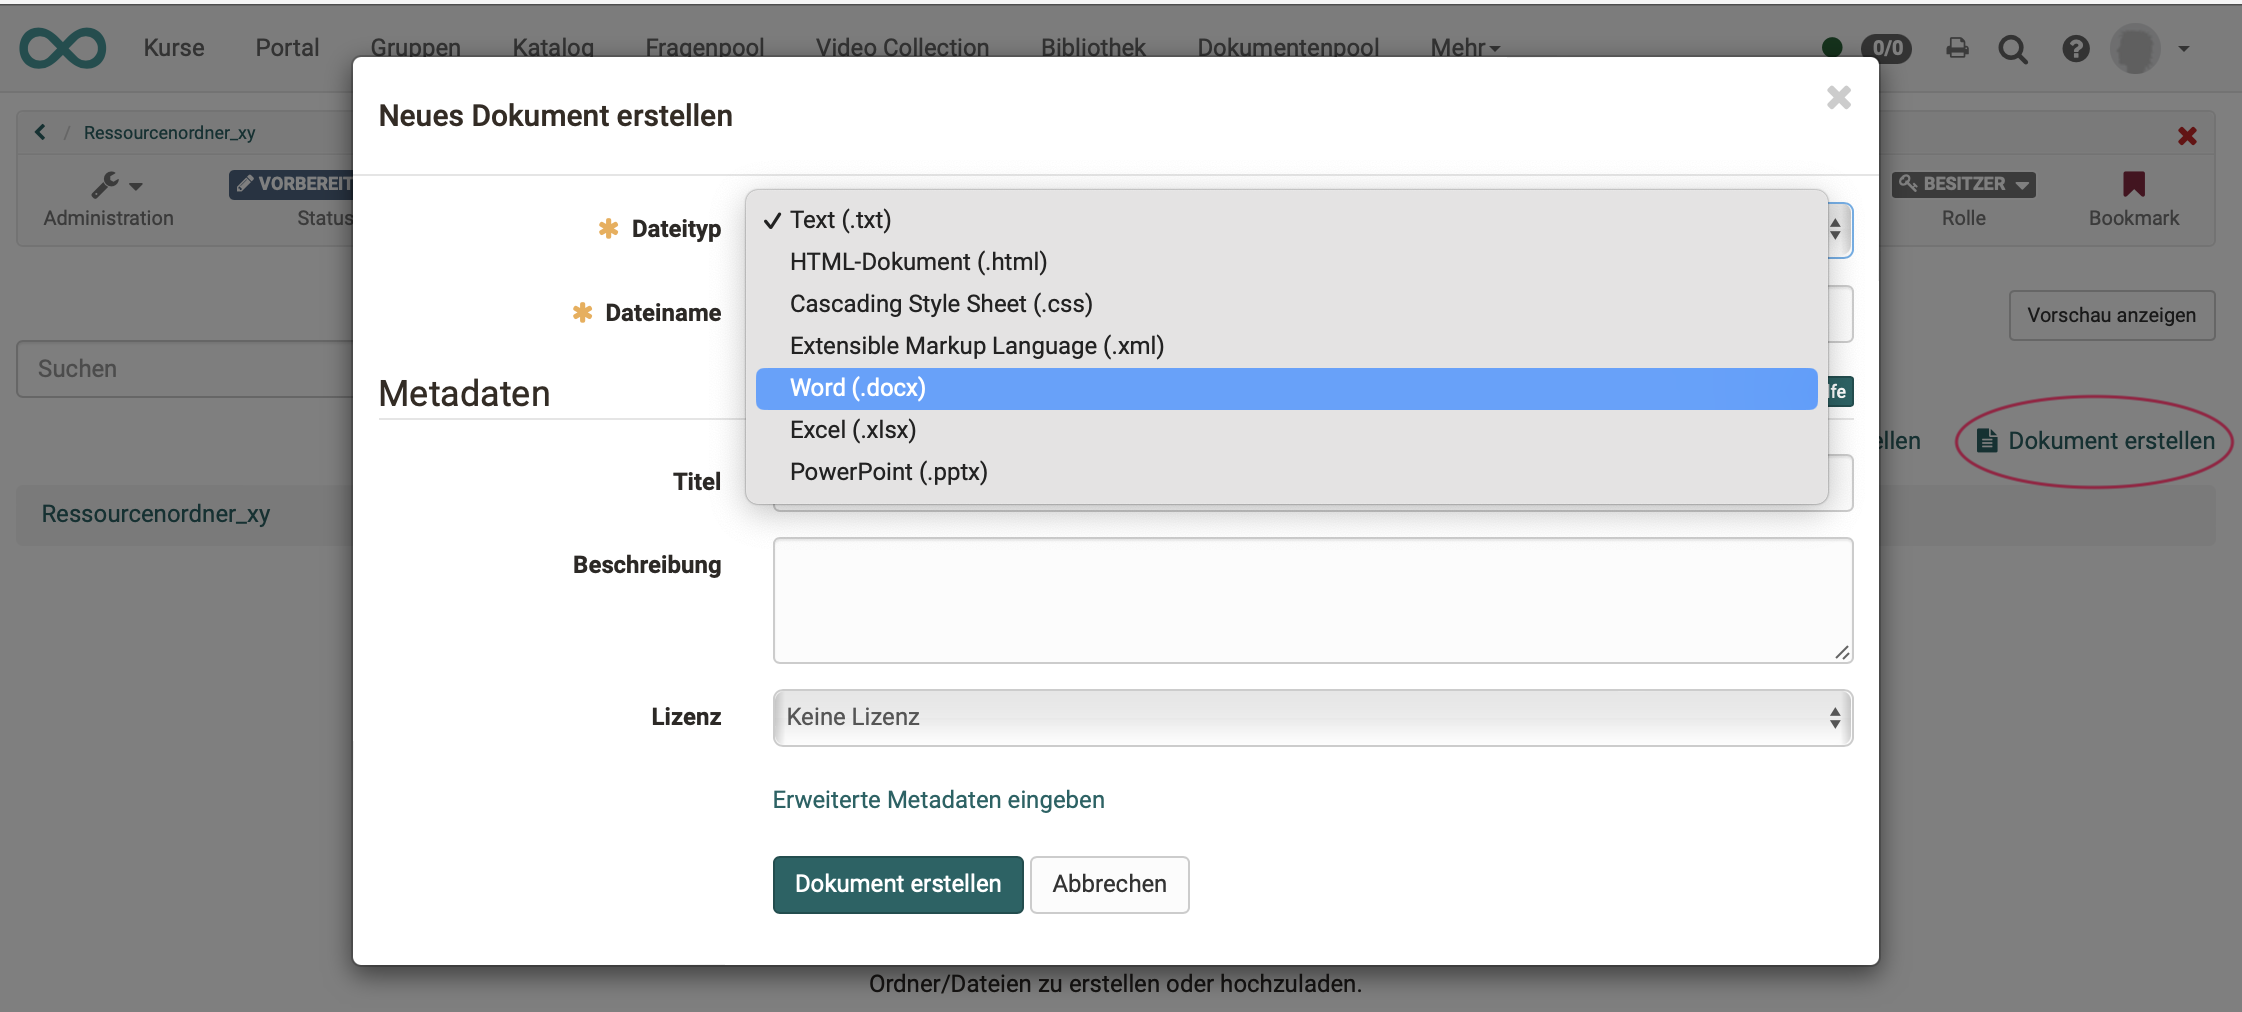 Kurse Portal Gruppen Katalog Fragenpool Video Collection Bibliothek Dokumentenpool Mehr 0/0
/ Ressourcenordner_xy
VORBEREIT
BESITZER
Administration Status Rolle Bookmark
Vorschau anzeigen
Suchen
ellen Dokument erstellen
Ressourcenordner_xy
Neues Dokument erstellen
Dateityp
Text (.txt)
HTML-Dokument (.html)
Cascading Style Sheet (.css)
Extensible Markup Language (.xml)
Word (.docx)
Excel (.xlsx)
PowerPoint (.pptx)
Dateiname
Metadaten
lfe
Titel
Beschreibung
Lizenz Keine Lizenz
Erweiterte Metadaten eingeben
Dokument erstellen Abbrechen
Ordner/Dateien zu erstellen oder hochzuladen.